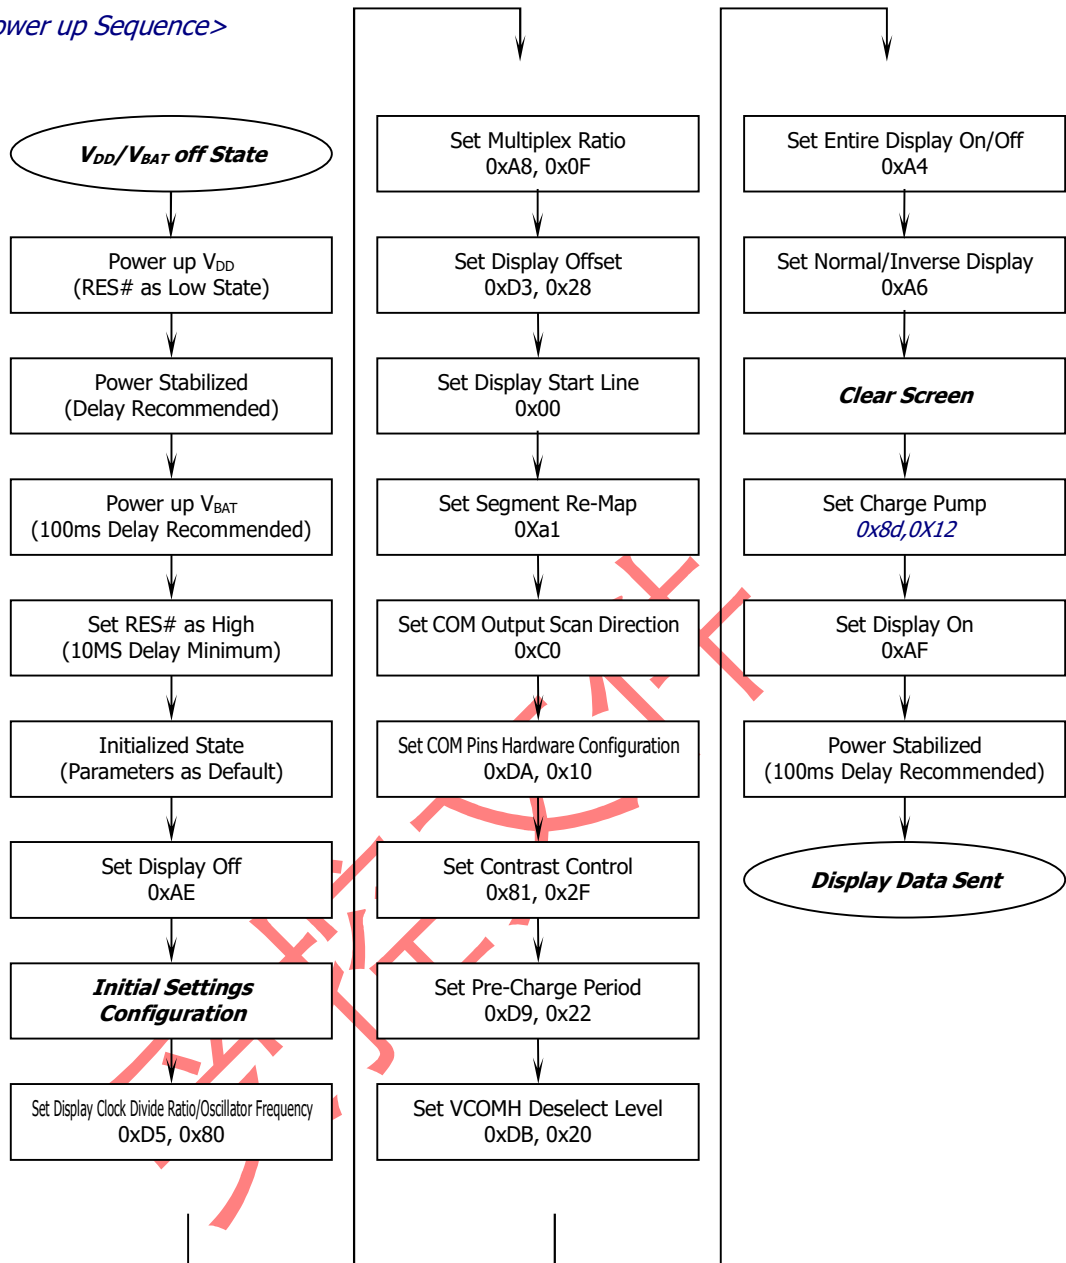 ower up Sequence>
VDD/VBAT off State
Power up VDD
(RES# as Low State)
Power Stabilized
(Delay Recommended)
Power up VBAT
(100ms Delay Recommended)
Set RES# as High
(10MS Delay Minimum)
Initialized State
(Parameters as Default)
Set Display Off
0xAE
Initial Settings
Configuration
Set Display Clock Divide Ratio/Oscillator Frequency
0xD5, 0x80
Set Multiplex Ratio
0xA8, 0x0F
Set Display Offset
0xD3, 0x28
Set Display Start Line
0x00
Set Segment Re-Map
0Xa1
Set COM Output Scan Direction
0xC0
Set COM Pins Hardware Configuration
0xDA, 0x10
Set Contrast Control
0x81, 0x2F
Set Pre-Charge Period
0xD9, 0x22
Set VCOMH Deselect Level
0xDB, 0x20
Set Entire Display On/Off
0xA4
Set Normal/Inverse Display
0xA6
Clear Screen
Set Charge Pump
0x8d,0X12
Set Display On
0xAF
Power Stabilized
(100ms Delay Recommended)
Display Data Sent